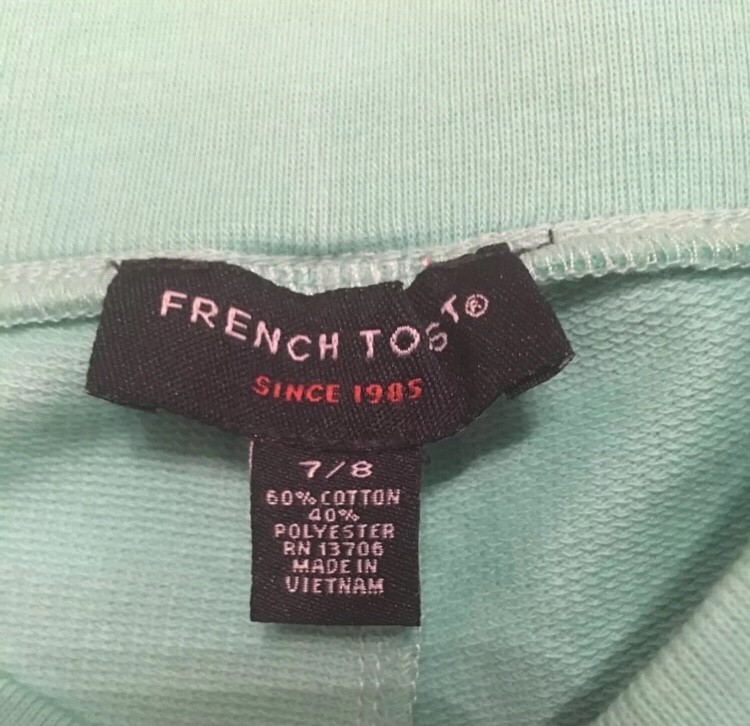 FRENCH TOST®
SINCE 1985
7/8
60% COTTON
40%
POLYESTER
RN 13706
MADE IN
VIETNAM